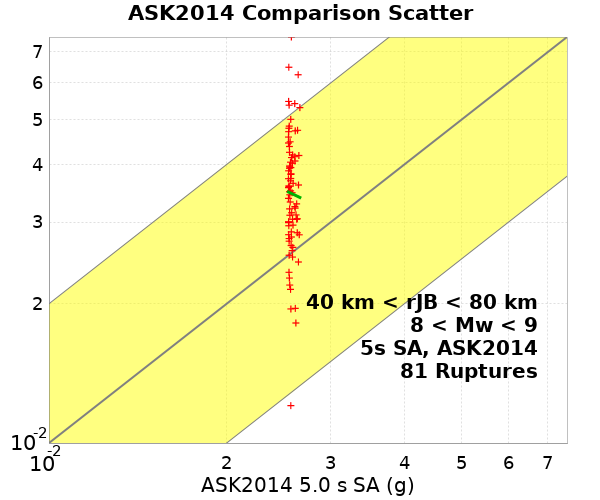 ASK2014 Comparison Scatter
7
6
5
4
3
2
10-2
40 km < rJB < 80 km
8 < Mw < 9
5s SA, ASK2014
81 Ruptures
10-2 2 3 4 5 6 7
ASK2014 5.0 s SA (g)